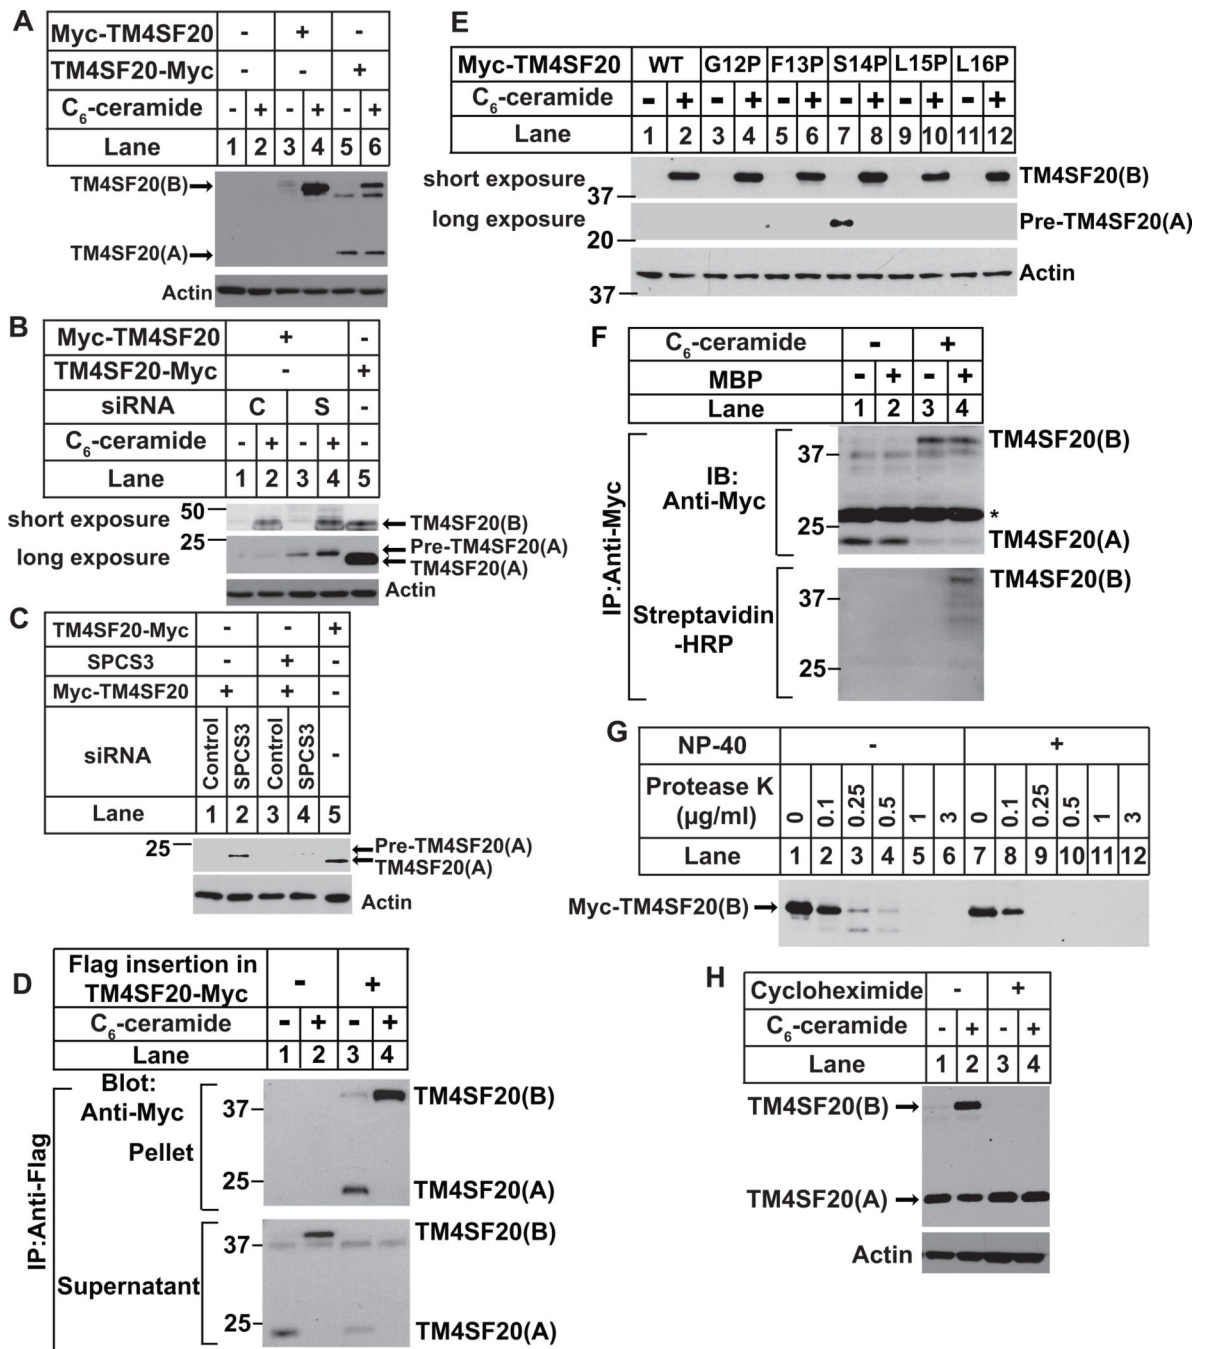 A
Myc-TM4SF20 - + -
TM4SF20-Myc - - +
C6-ceramide - + - + - +
Lane 1 2 3 4 5 6
TM4SF20(B)
TM4SF20(A)
Actin
B
Myc-TM4SF20 + -
TM4SF20-Myc - +
siRNA C S -
C6-ceramide - + - + -
Lane 1 2 3 4 5
short exposure 50 TM4SF20(B)
long exposure 25 Pre-TM4SF20(A)
TM4SF20(A)
Actin
C
TM4SF20-Myc - - +
SPCS3 - + -
Myc-TM4SF20 + + -
siRNA Control SPCS3 Control SPCS3 -
Lane 1 2 3 4 5
25 Pre-TM4SF20(A)
TM4SF20(A)
Actin
D
Flag insertion in
TM4SF20-Myc - +
C6-ceramide - + - +
Lane 1 2 3 4
IP:Anti-Flag
Blot:
Anti-Myc
Pellet
37 TM4SF20(B)
25 TM4SF20(A)
Supernatant
TM4SF20(B)
37
25 TM4SF20(A)
E
Myc-TM4SF20 WT G12P F13P S14P L15P L16P
C6-ceramide - + - + - + - + - + - +
Lane 1 2 3 4 5 6 7 8 9 10 11 12
short exposure TM4SF20(B)
37
long exposure Pre-TM4SF20(A)
20
Actin
37
F
C6-ceramide - +
MBP - + - +
Lane 1 2 3 4
IP:Anti-Myc
IB:
Anti-Myc
TM4SF20(B)
37
*
25
TM4SF20(A)
Streptavidin
-HRP
TM4SF20(B)
37
25
G
NP-40 - +
Protease K
(µg/ml) 0 0.1 0.25 0.5 1 3 0 0.1 0.25 0.5 1 3
Lane 1 2 3 4 5 6 7 8 9 10 11 12
Myc-TM4SF20(B)
H
Cycloheximide - +
C6-ceramide - + - +
Lane 1 2 3 4
TM4SF20(B)
TM4SF20(A)
Actin